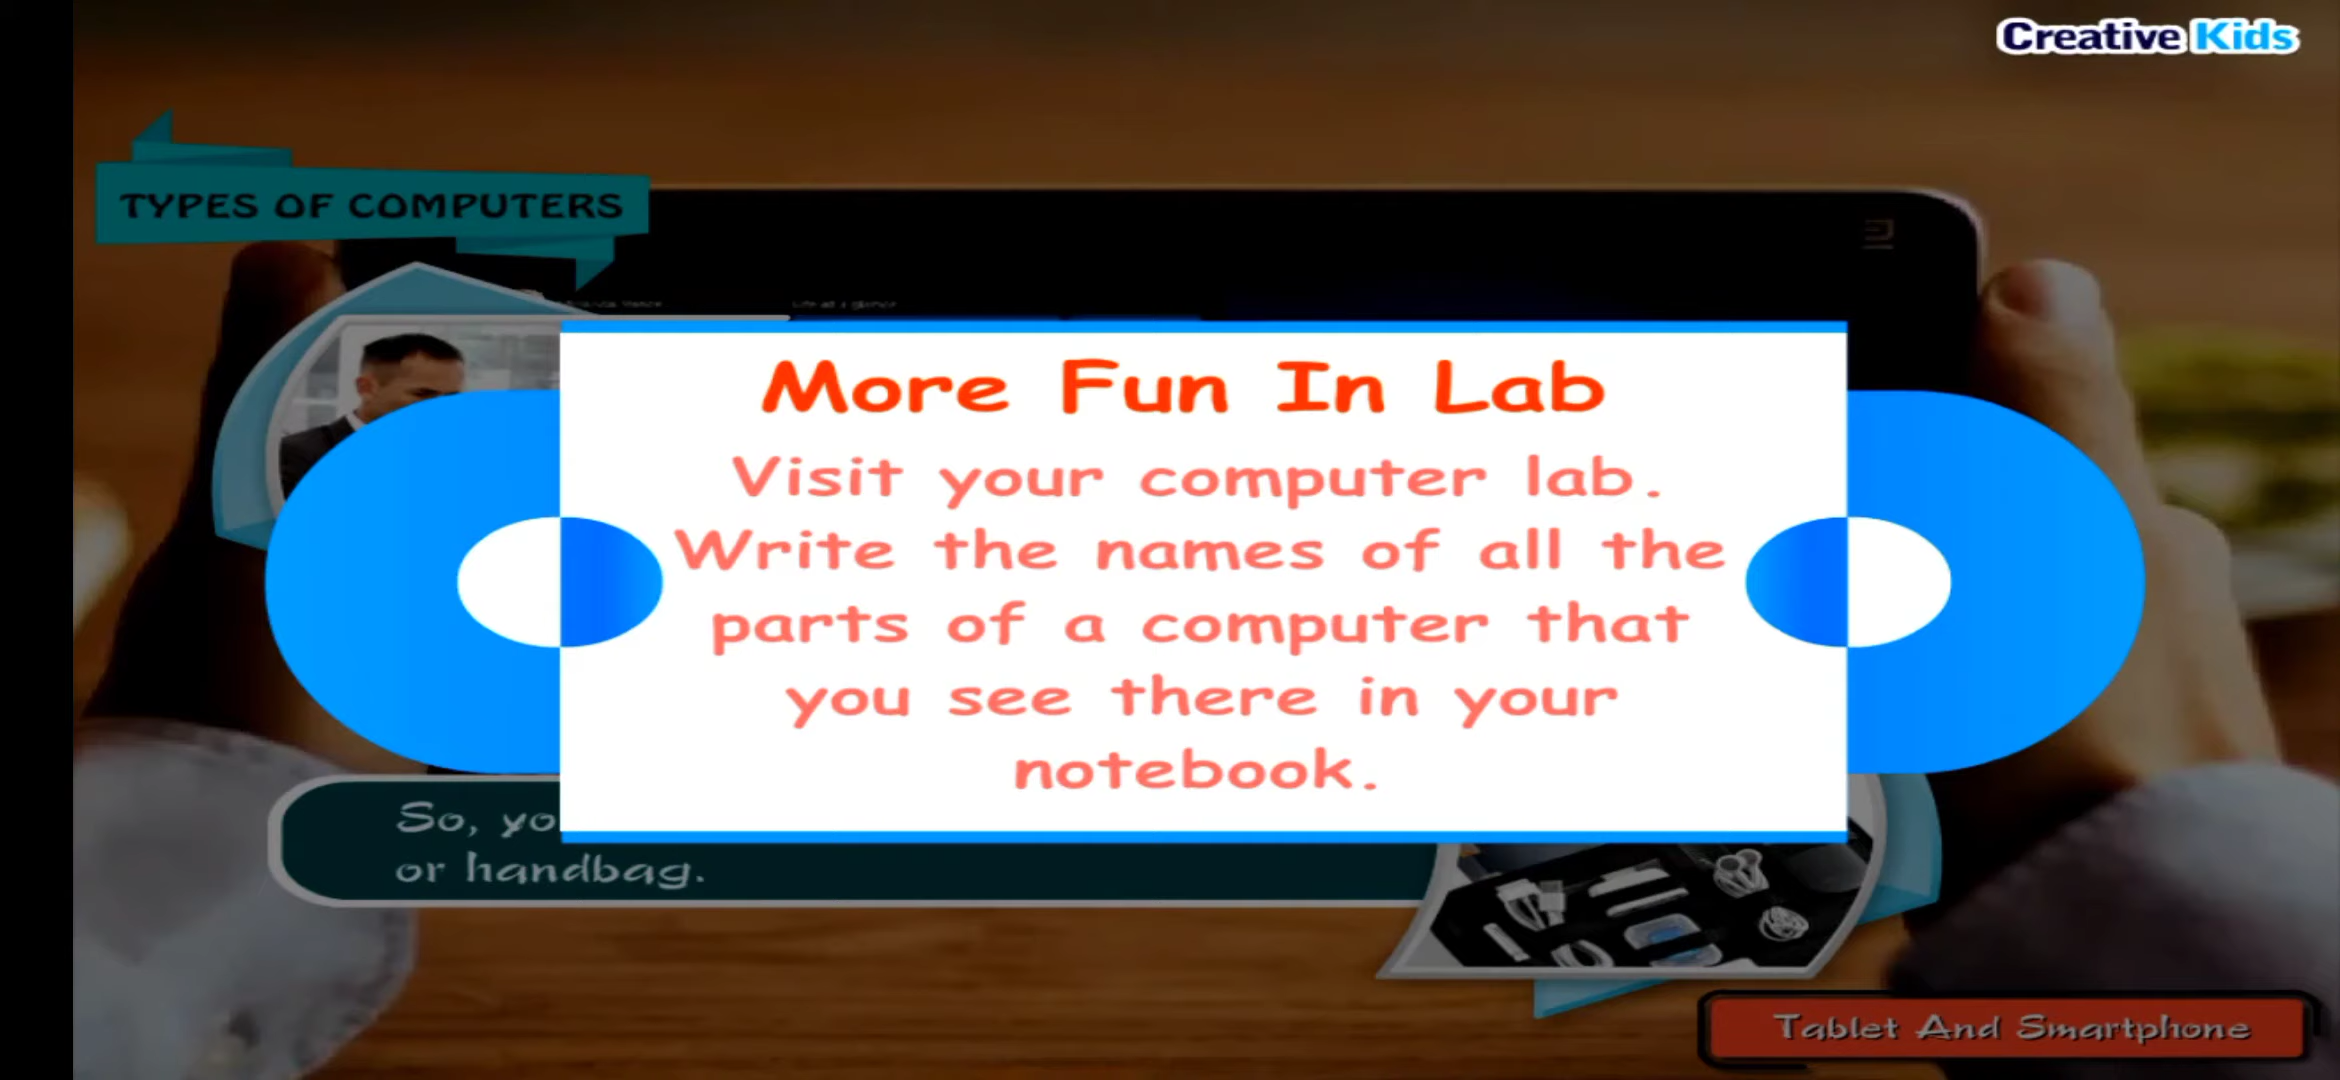 Creative Kids
TYPES OF COMPUTERS
More Fun In Lab
Visit your computer lab.
Write the names of all the
parts of a computer that
you see there in your
notebook.
So, yo
or handbag.
Tablet And Smartphone